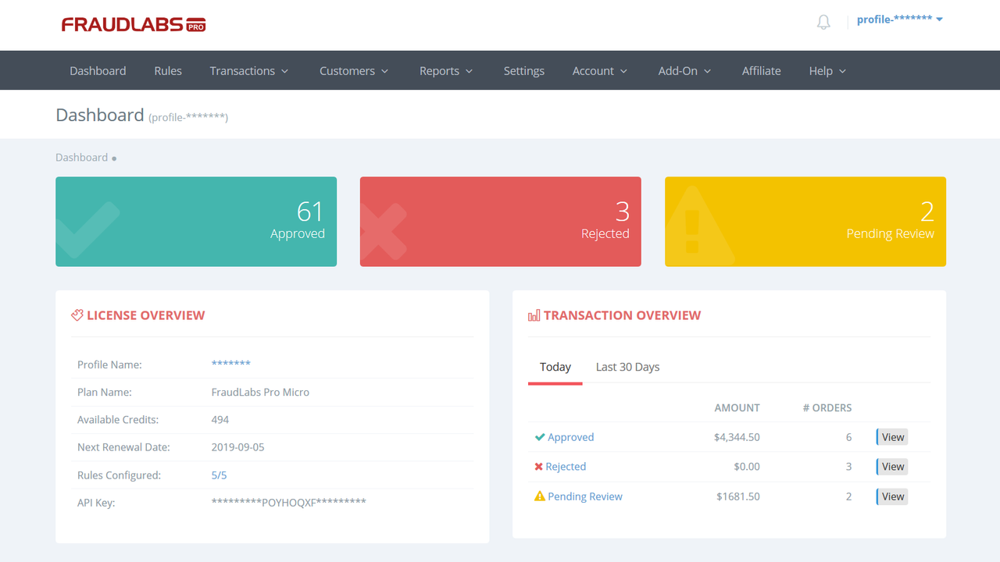 FRAUDLABS PRO
profile-*******
Dashboard Rules Transactions Customers Reports Settings Account Add-On Affiliate Help
Dashboard (profile-*******)
Dashboard
61
Approved
3
Rejected
2
Pending Review
LICENSE OVERVIEW
Profile Name: *******
Plan Name: FraudLabs Pro Micro
Available Credits: 494
Next Renewal Date: 2019-09-05
Rules Configured: 5/5
API Key: *********POYHOQXF*********
TRANSACTION OVERVIEW
Today Last 30 Days
AMOUNT # ORDERS
Approved $4,344.50 6 View
Rejected $0.00 3 View
Pending Review $1681.50 2 View